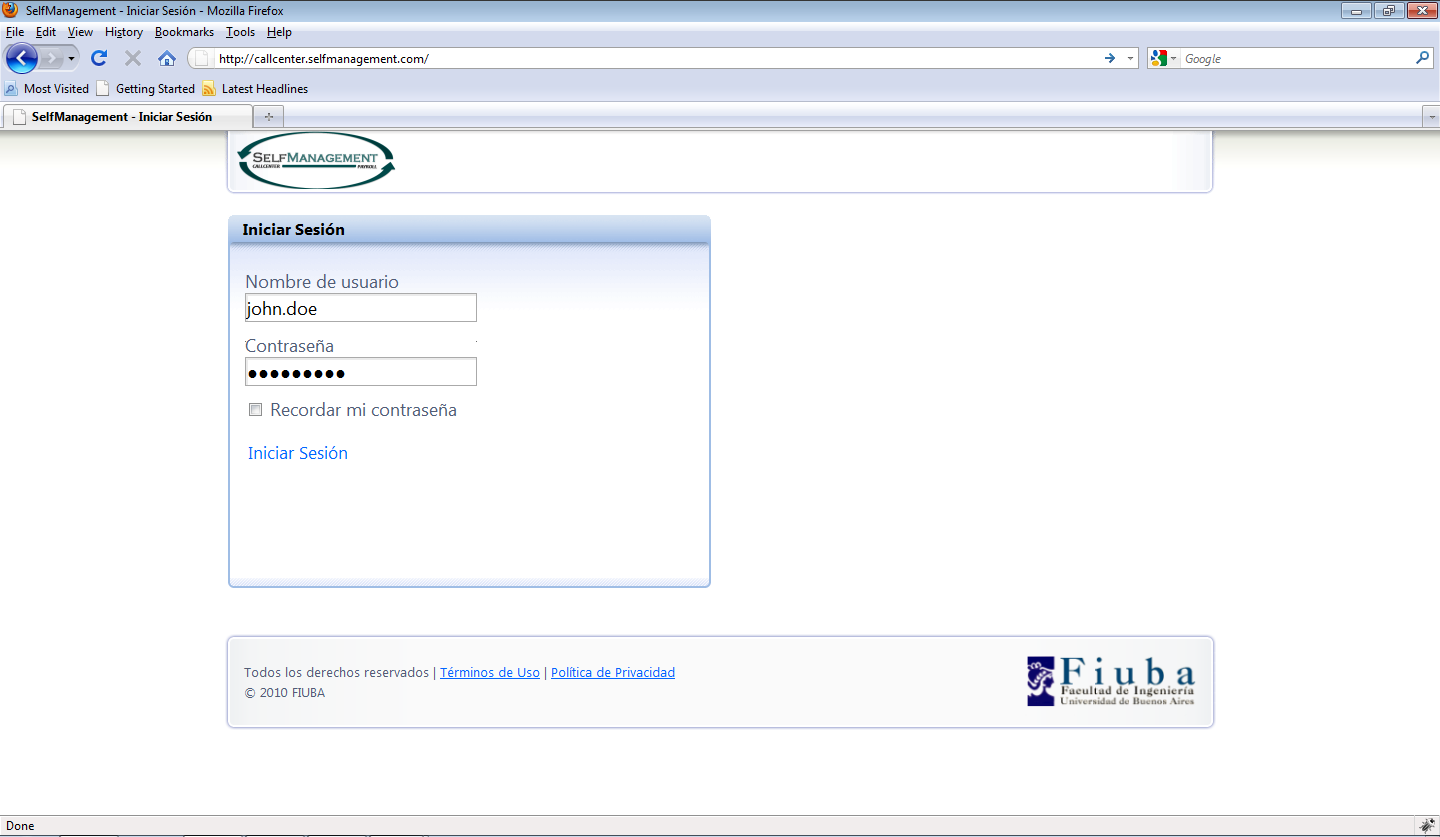 SelfManagement - Iniciar Sesión - Mozilla Firefox
File Edit View History Bookmarks Tools Help
http://callcenter.selfmanagement.com/ Google
Most Visited Getting Started Latest Headlines
SelfManagement - Iniciar Sesión
SELFMANAGEMENT
CALLCENTER PAYROLL
Iniciar Sesión
Nombre de usuario
john.doe
Contraseña
●●●●●●●●●
Recordar mi contraseña
Iniciar Sesión
Todos los derechos reservados | Términos de Uso | Política de Privacidad
© 2010 FIUBA
Fiuba
Facultad de Ingeniería
Universidad de Buenos Aires
Done